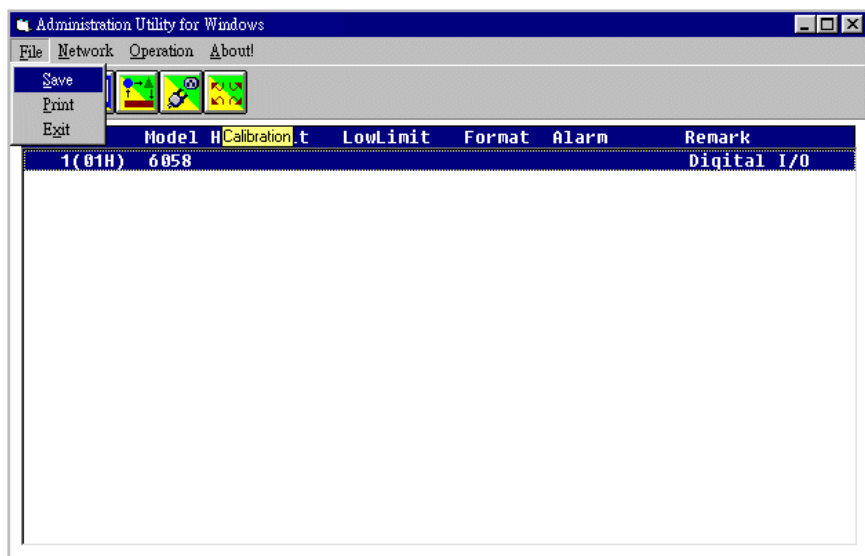 Administration Utility for Windows
File Network Operation About!
Save
Print
Exit
Calibration
Model H t LowLimit Format Alarm Remark
1(01H) 6058 Digital I/O